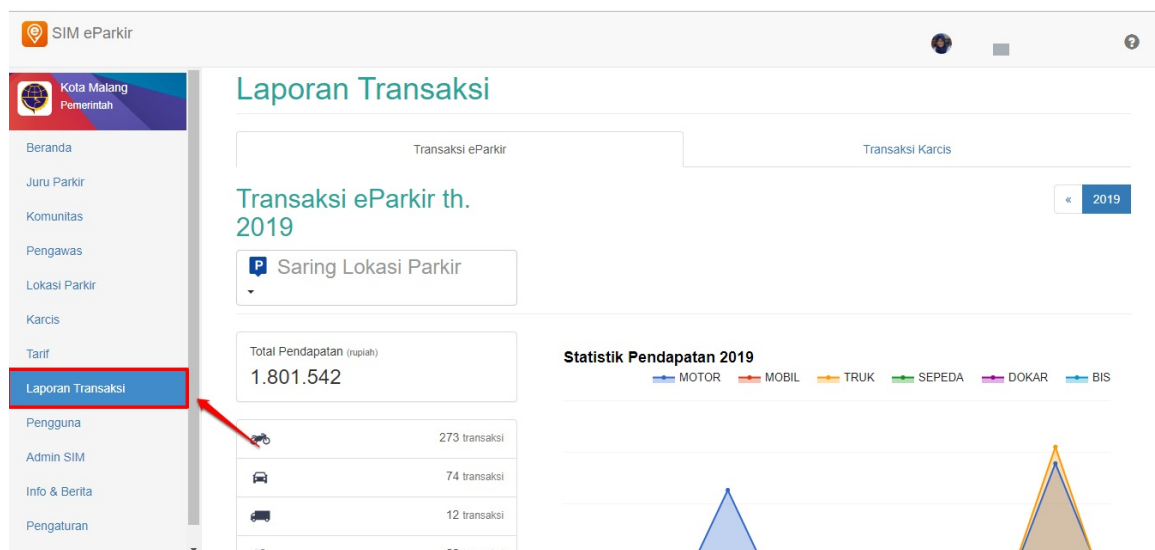 SIM eParkir
Kota Malang
Pemerintah
Beranda
Juru Parkir
Komunitas
Pengawas
Lokasi Parkir
Karcis
Tarif
Laporan Transaksi
Pengguna
Admin SIM
Info & Berita
Pengaturan
Laporan Transaksi
Transaksi eParkir
Transaksi Karcis
Transaksi eParkir th.
2019
« 2019
P Saring Lokasi Parkir
Total Pendapatan (rupiah)
1.801.542
273 transaksi
74 transaksi
12 transaksi
Statistik Pendapatan 2019
MOTOR MOBIL TRUK SEPEDA DOKAR BIS